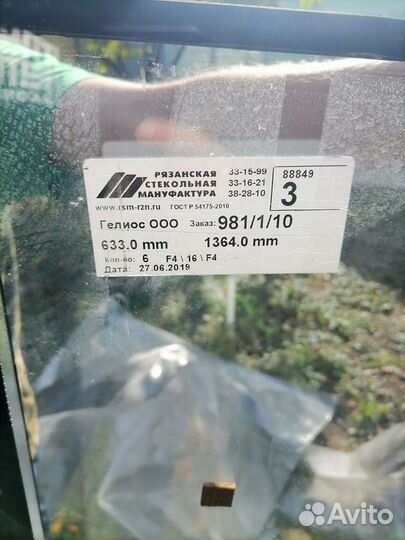 РЯЗАНСКАЯ
СТЕКОЛЬНАЯ
МАНУФАКТУРА
33-15-99
33-16-21
38-28-10
88849
3
www.rsm-rzn.ru ГОСТ Р 54175-2010
Гелиос ООО Заказ: 981/1/10
633.0 mm 1364.0 mm
Кол-во: 6 F4 \ 16 \ F4
Дата: 27.06.2019
Avito